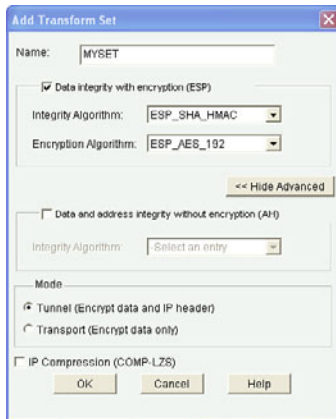 Add Transform Set
Name: MYSET
Data integrity with encryption (ESP)
Integrity Algorithm: ESP_SHA_HMAC
Encryption Algorithm: ESP_AES_192
<< Hide Advanced
Data and address integrity without encryption (AH)
Integrity Algorithm: -Select an entry
Mode
Tunnel (Encrypt data and IP header)
Transport (Encrypt data only)
IP Compression (COMP-LZS)
OK Cancel Help